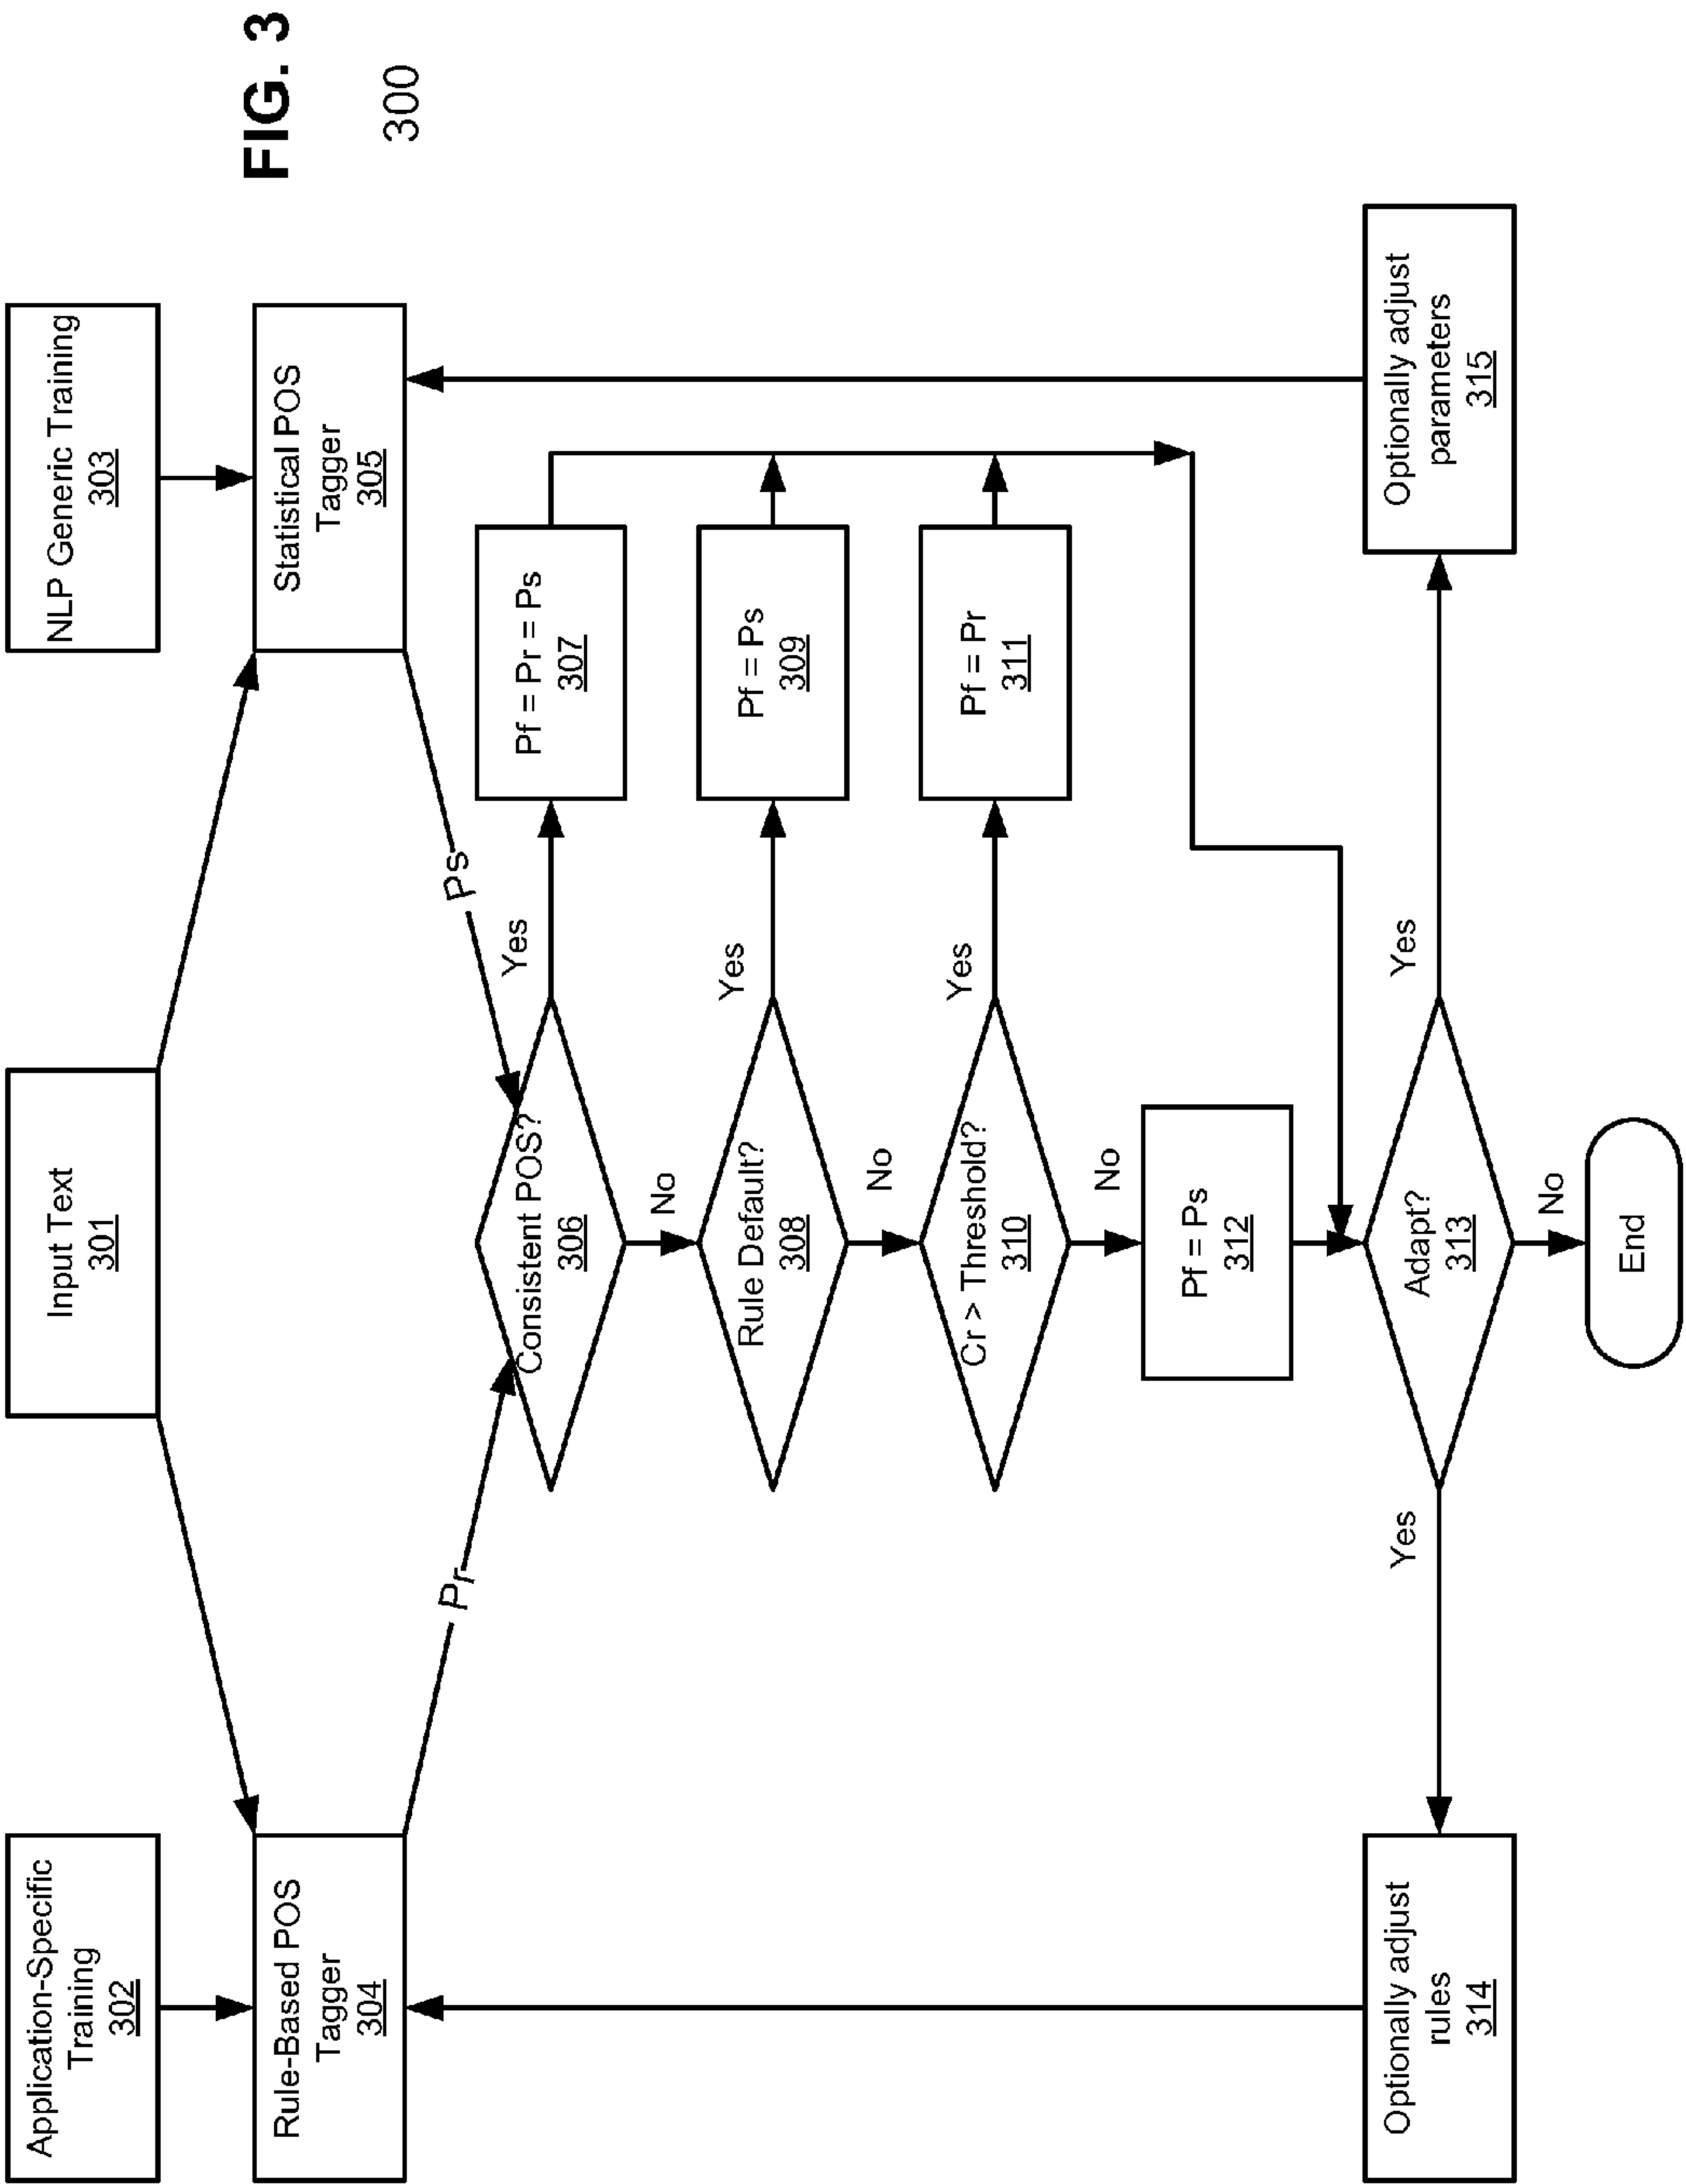 FIG. 3
300
Application-Specific
Training
302
Input Text
301
NLP Generic Training
303
Rule-Based POS
Tagger
304
Statistical POS
Tagger
305
Pr
Ps
Consistent POS?
306
Yes
Pf = Pr = Ps
307
No
Rule Default?
308
Yes
Pf = Ps
309
No
Cr > Threshold?
310
Yes
Pf = Pr
311
No
Pf = Ps
312
Optionally adjust
rules
314
Yes
Adapt?
313
Yes
Optionally adjust
parameters
315
No
End